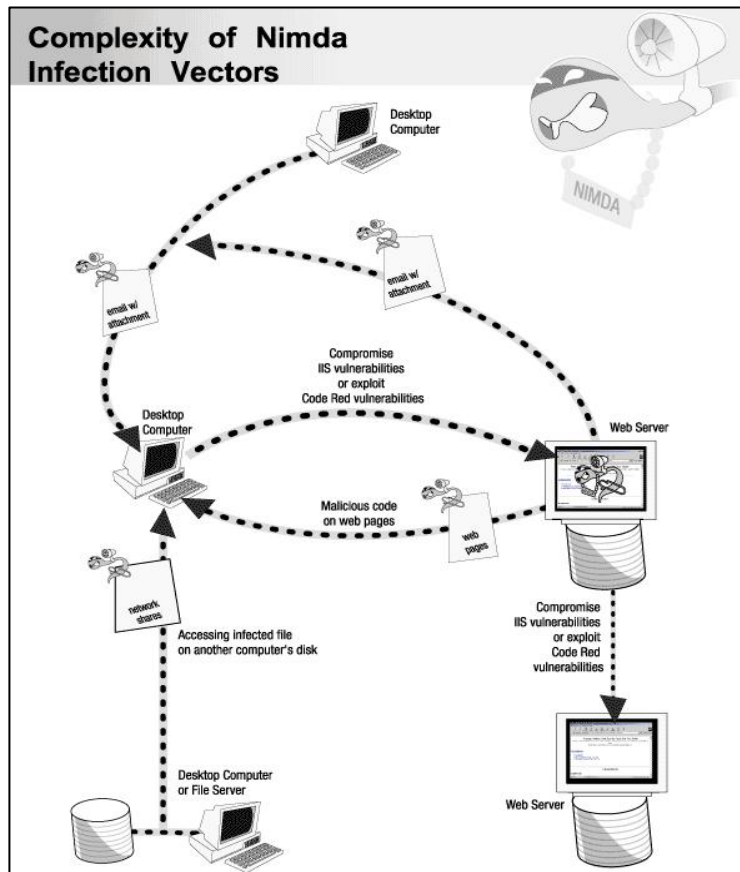 Complexity of Nimda
Infection Vectors
NIMDA
Desktop
Computer
email w/
attachment
email w/
attachment
Compromise
IIS vulnerabilities
or exploit
Code Red vulnerabilities
Desktop
Computer
Web Server
Malicious code
on web pages
web
pages
network
shares
Accessing infected file
on another computer's disk
Compromise
IIS vulnerabilities
or exploit
Code Red
vulnerabilities
Desktop Computer
or File Server
Web Server